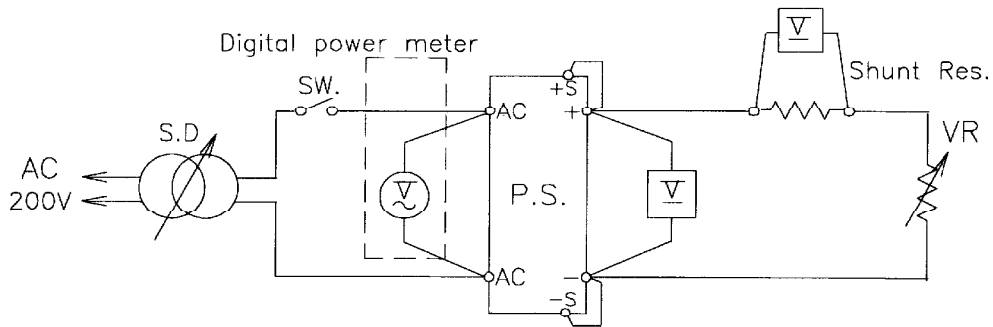 Digital power meter
SW.
S.D
AC
200V
V
AC
AC
P.S.
+S
+
-
-S
V
V
Shunt Res.
VR